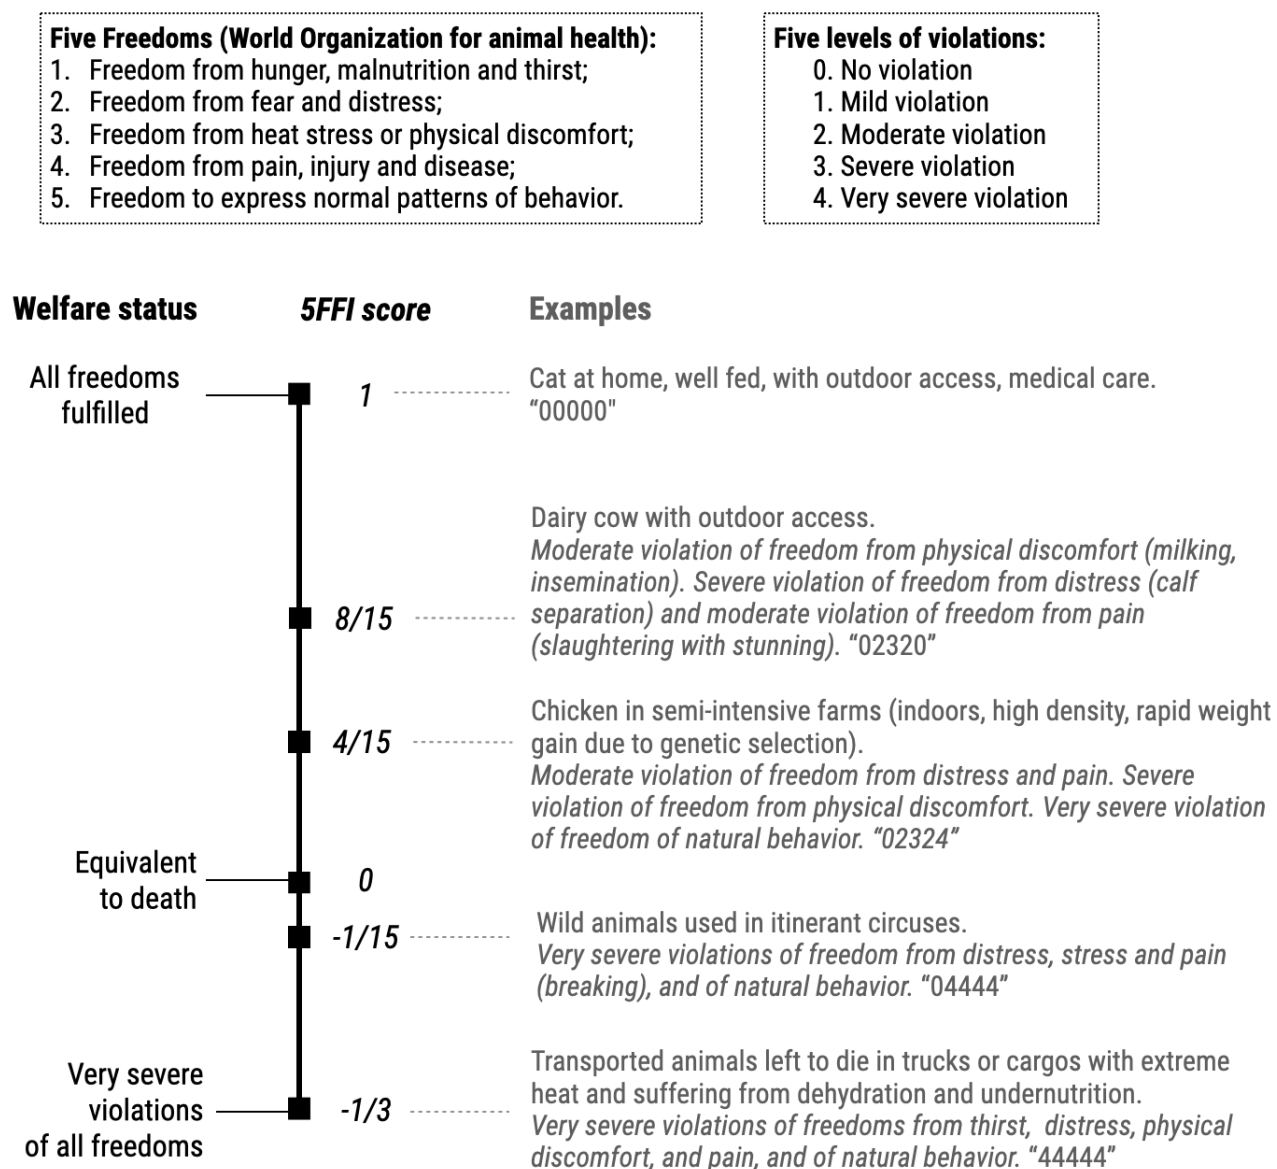 Five Freedoms (World Organization for animal health):
1. Freedom from hunger, malnutrition and thirst;
2. Freedom from fear and distress;
3. Freedom from heat stress or physical discomfort;
4. Freedom from pain, injury and disease;
5. Freedom to express normal patterns of behavior.
Five levels of violations:
0. No violation
1. Mild violation
2. Moderate violation
3. Severe violation
4. Very severe violation
Welfare status
5FFI score
Examples
All freedoms
fulfilled
1
Cat at home, well fed, with outdoor access, medical care.
“00000"
8/15
Dairy cow with outdoor access.
Moderate violation of freedom from physical discomfort (milking,
insemination). Severe violation of freedom from distress (calf
separation) and moderate violation of freedom from pain
(slaughtering with stunning). “02320”
4/15
Chicken in semi-intensive farms (indoors, high density, rapid weight
gain due to genetic selection).
Moderate violation of freedom from distress and pain. Severe
violation of freedom from physical discomfort. Very severe violation
of freedom of natural behavior. “02324”
Equivalent
to death
0
-1/15
Wild animals used in itinerant circuses.
Very severe violations of freedom from distress, stress and pain
(breaking), and of natural behavior. “04444”
Very severe
violations
of all freedoms
-1/3
Transported animals left to die in trucks or cargos with extreme
heat and suffering from dehydration and undernutrition.
Very severe violations of freedoms from thirst, distress, physical
discomfort, and pain, and of natural behavior. “44444”